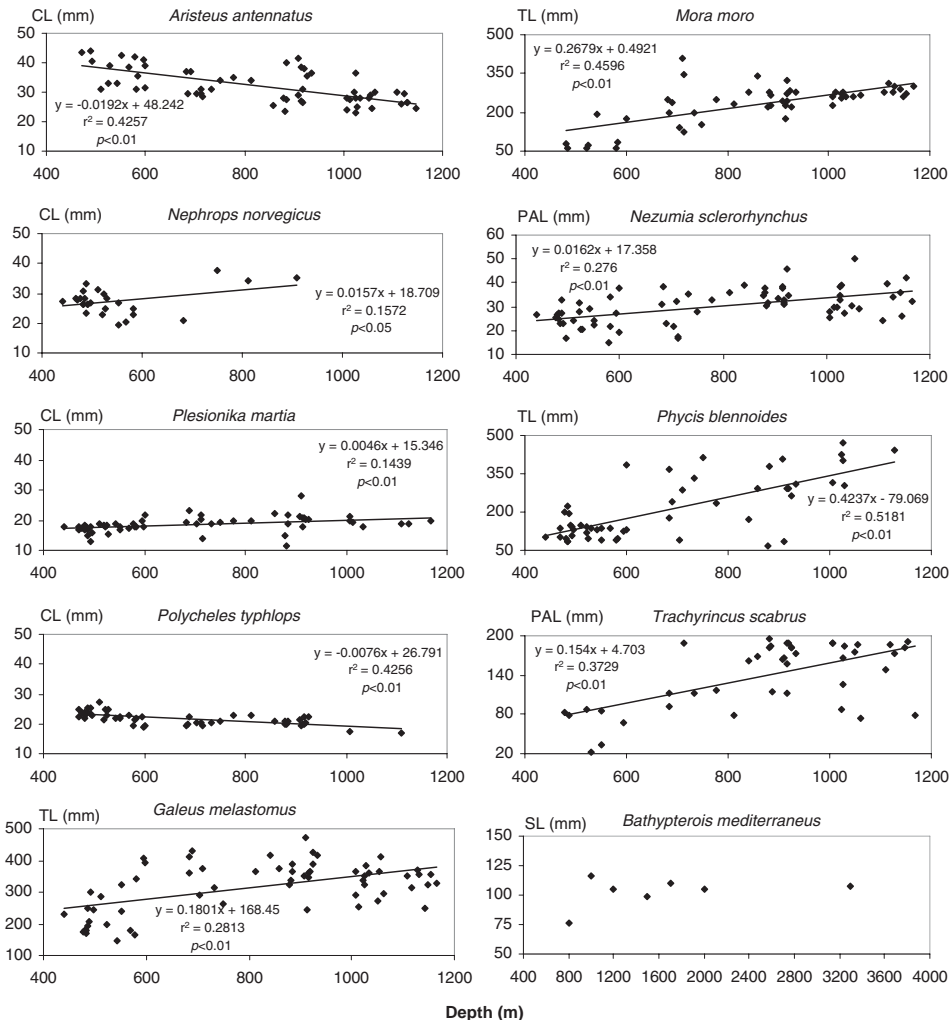 CL (mm) Aristeus antennatus
50
40
30
20
10
y = -0.0192x + 48.242
r² = 0.4257
p<0.01
400 600 800 1000 1200
TL (mm) Mora moro
500
350
200
50
y = 0.2679x + 0.4921
r² = 0.4596
p<0.01
400 600 800 1000 1200
CL (mm) Nephrops norvegicus
50
40
30
20
10
y = 0.0157x + 18.709
r² = 0.1572
p<0.05
400 600 800 1000 1200
PAL (mm) Nezumia sclerorhynchus
60
50
40
30
20
10
y = 0.0162x + 17.358
r² = 0.276
p<0.01
400 600 800 1000 1200
CL (mm) Plesionika martia
50
40
30
20
10
y = 0.0046x + 15.346
r² = 0.1439
p<0.01
400 600 800 1000 1200
TL (mm) Phycis blennoides
500
350
200
50
y = 0.4237x - 79.069
r² = 0.5181
p<0.01
400 600 800 1000 1200
CL (mm) Polycheles typhlops
50
40
30
20
10
y = -0.0076x + 26.791
r² = 0.4256
p<0.01
400 600 800 1000 1200
PAL (mm) Trachyrincus scabrus
200
140
80
20
y = 0.154x + 4.703
r² = 0.3729
p<0.01
400 600 800 1000 1200
TL (mm) Galeus melastomus
500
400
300
200
100
y = 0.1801x + 168.45
r² = 0.2813
p<0.01
400 600 800 1000 1200
SL (mm) Bathypterois mediterraneus
150
125
100
75
50
400 800 1200 1600 2000 2400 2800 3200 3600 4000
Depth (m)